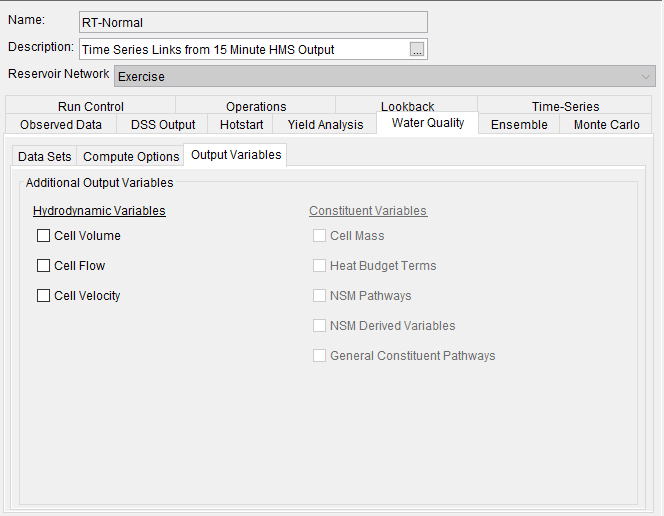 Name: RT-Normal
Description: Time Series Links from 15 Minute HMS Output ...
Reservoir Network Exercise
Run Control Operations Lookback Time-Series
Observed Data DSS Output Hotstart Yield Analysis Water Quality Ensemble Monte Carlo
Data Sets Compute Options Output Variables
Additional Output Variables
Hydrodynamic Variables Constituent Variables
Cell Volume Cell Mass
Cell Flow Heat Budget Terms
Cell Velocity NSM Pathways
NSM Derived Variables
General Constituent Pathways